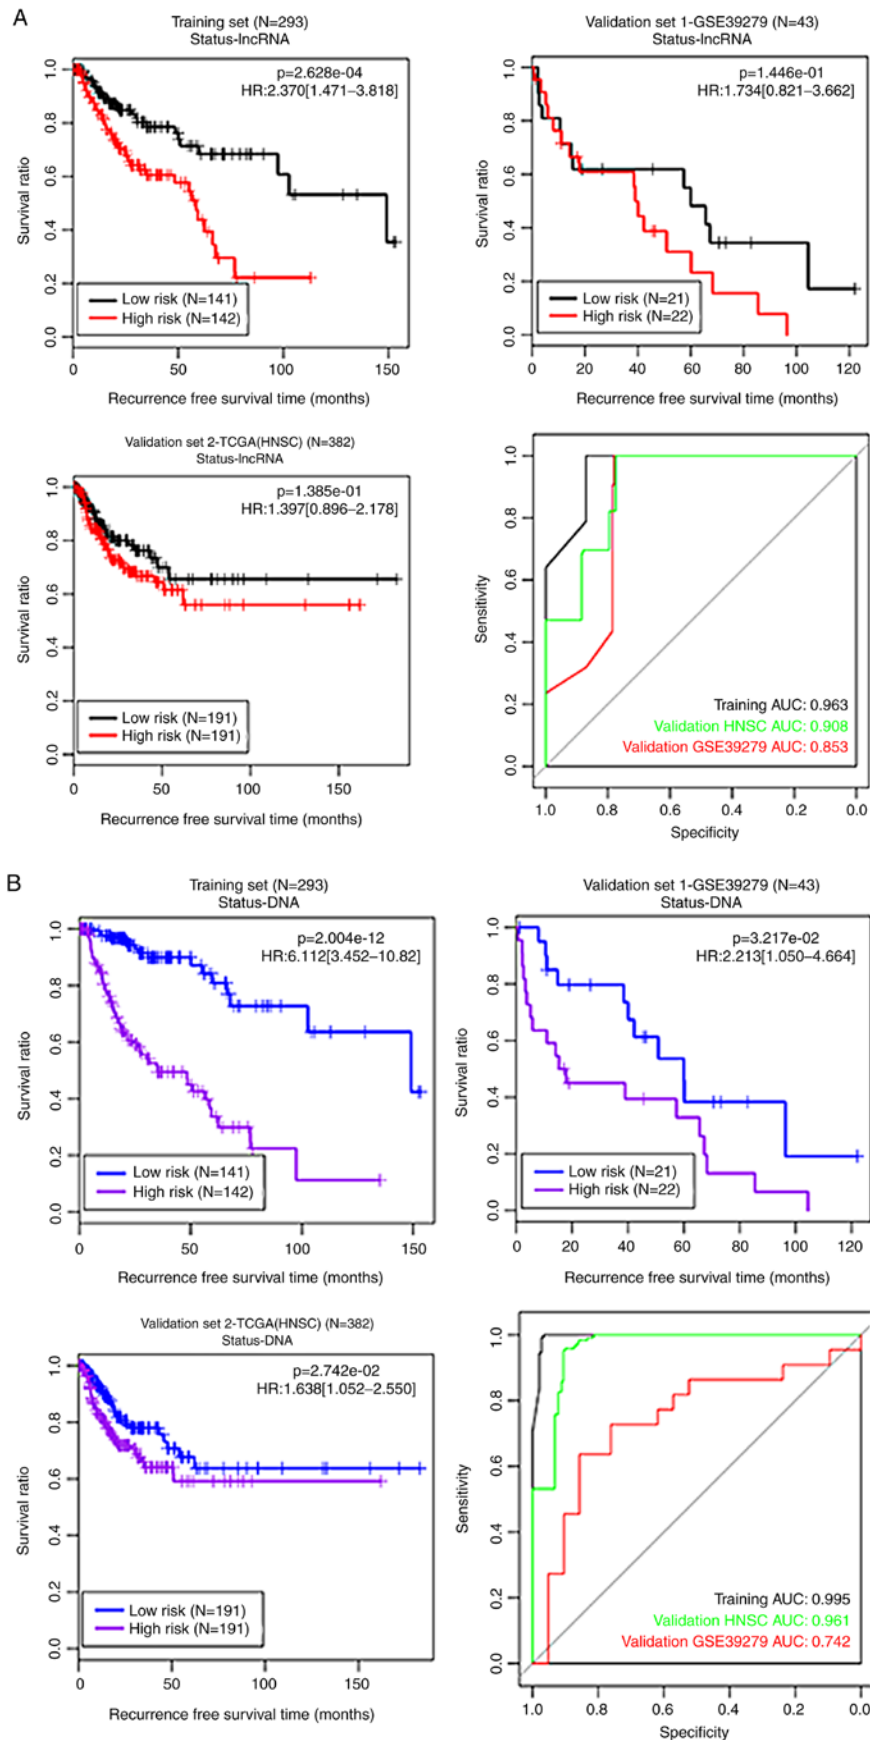 A
Training set (N=293)
Status-lncRNA
p=2.628e-04
HR:2.370[1.471–3.818]
Survival ratio
1.0
0.8
0.6
0.4
0.2
0.0
Low risk (N=141)
High risk (N=142)
0 50 100 150
Recurrence free survival time (months)
Validation set 1-GSE39279 (N=43)
Status-lncRNA
p=1.446e-01
HR:1.734[0.821–3.662]
Survival ratio
1.0
0.8
0.6
0.4
0.2
0.0
Low risk (N=21)
High risk (N=22)
0 20 40 60 80 100 120
Recurrence free survival time (months)
Validation set 2-TCGA(HNSC) (N=382)
Status-lncRNA
p=1.385e-01
HR:1.397[0.896–2.178]
Survival ratio
1.0
0.8
0.6
0.4
0.2
0.0
Low risk (N=191)
High risk (N=191)
0 50 100 150
Recurrence free survival time (months)
Sensitivity
1.0
0.8
0.6
0.4
0.2
0.0
Training AUC: 0.963
Validation HNSC AUC: 0.908
Validation GSE39279 AUC: 0.853
1.0 0.8 0.6 0.4 0.2 0.0
Specificity
B
Training set (N=293)
Status-DNA
p=2.004e-12
HR:6.112[3.452–10.82]
Survival ratio
1.0
0.8
0.6
0.4
0.2
0.0
Low risk (N=141)
High risk (N=142)
0 50 100 150
Recurrence free survival time (months)
Validation set 1-GSE39279 (N=43)
Status-DNA
p=3.217e-02
HR:2.213[1.050–4.664]
Survival ratio
1.0
0.8
0.6
0.4
0.2
0.0
Low risk (N=21)
High risk (N=22)
0 20 40 60 80 100 120
Recurrence free survival time (months)
Validation set 2-TCGA(HNSC) (N=382)
Status-DNA
p=2.742e-02
HR:1.638[1.052–2.550]
Survival ratio
1.0
0.8
0.6
0.4
0.2
0.0
Low risk (N=191)
High risk (N=191)
0 50 100 150
Recurrence free survival time (months)
Sensitivity
1.0
0.8
0.6
0.4
0.2
0.0
Training AUC: 0.995
Validation HNSC AUC: 0.961
Validation GSE39279 AUC: 0.742
1.0 0.8 0.6 0.4 0.2 0.0
Specificity